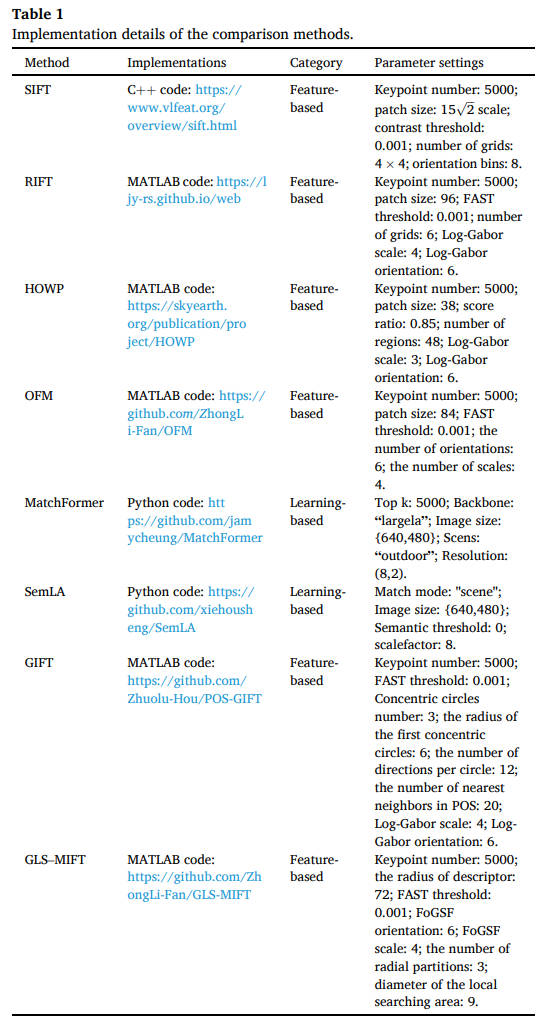 Table 1
Implementation details of the comparison methods.
Method Implementations Category Parameter settings
SIFT C++ code: https:// Feature- Keypoint number: 5000;
www.vlfeat.org/ based patch size: 15√2 scale;
overview/sift.html contrast threshold:
0.001; number of grids:
4 × 4; orientation bins: 8.
RIFT MATLAB code: https://l Feature- Keypoint number: 5000;
jy-rs.github.io/web based patch size: 96; FAST
threshold: 0.001; number
of grids: 6; Log-Gabor
scale: 4; Log-Gabor
orientation: 6.
HOWP MATLAB code: Feature- Keypoint number: 5000;
https://skyearth. based patch size: 38; score
org/publication/pro ratio: 0.85; number of
ject/HOWP regions: 48; Log-Gabor
scale: 3; Log-Gabor
orientation: 6.
OFM MATLAB code: https:// Feature- Keypoint number: 5000;
github.com/ZhongL based patch size: 84; FAST
i-Fan/OFM threshold: 0.001; the
number of orientations:
6; the number of scales:
4.
MatchFormer Python code: htt Learning- Top k: 5000; Backbone:
ps://github.com/jam based “largela”; Image size:
ycheung/MatchFormer {640,480}; Scens:
“outdoor”; Resolution:
(8,2).
SemLA Python code: https:// Learning- Match mode: "scene";
github.com/xiehoush based Image size: {640,480};
eng/SemLA Semantic threshold: 0;
scalefactor: 8.
GIFT MATLAB code: Feature- Keypoint number: 5000;
https://github.com/ based FAST threshold: 0.001;
Zhuolu-Hou/POS-GIFT Concentric circles
number: 3; the radius of
the first concentric
circles: 6; the number of
directions per circle: 12;
the number of nearest
neighbors in POS: 20;
Log-Gabor scale: 4; Log-
Gabor orientation: 6.
GLS–MIFT MATLAB code: Feature- Keypoint number: 5000;
https://github.com/Zh based the radius of descriptor:
ongLi-Fan/GLS-MIFT 72; FAST threshold:
0.001; FoGSF
orientation: 6; FoGSF
scale: 4; the number of
radial partitions: 3;
diameter of the local
searching area: 9.